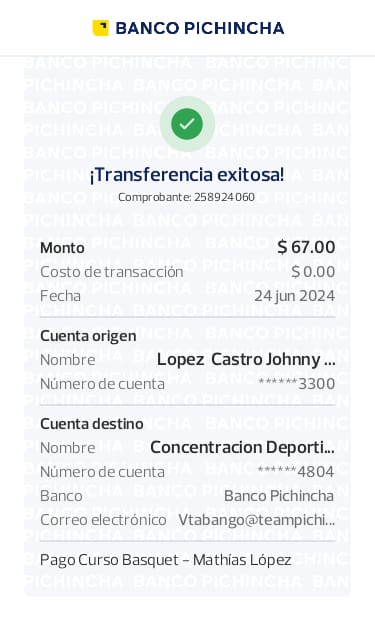 BANCO PICHINCHA
¡Transferencia exitosa!
Comprobante: 258924060
Monto $ 67.00
Costo de transacción $ 0.00
Fecha 24 jun 2024
Cuenta origen
Nombre Lopez Castro Johnny ...
Número de cuenta ******3300
Cuenta destino
Nombre Concentracion Deporti...
Número de cuenta ******4804
Banco Banco Pichincha
Correo electrónico Vtabango@teampichi...
Pago Curso Basquet - Mathías López